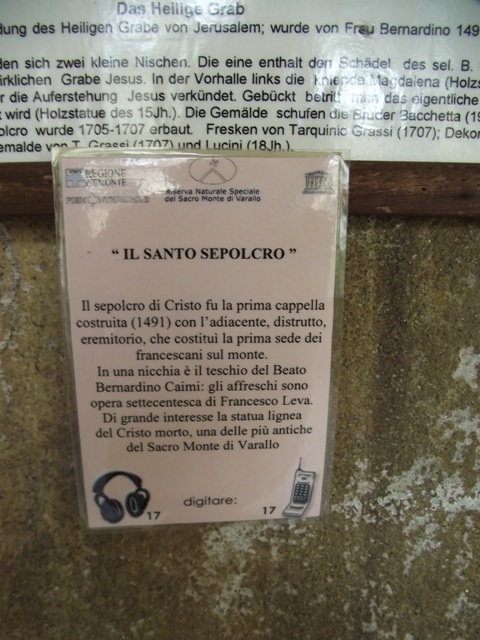 Das Heilige Grab
dung des Heiligen Grabe von Jerusalem; wurde von Frau Bernardino 149
den sich zwei kleine Nischen. Die eine enthalt den Schädel des sel. B.
irklichen Grabe Jesus. In der Vorhalle links die kniende Magdalena (Holzs
r die Auferstehung Jesus verkündet. Gebückt betritt man das eigentliche
t wird (Holzstatue des 15Jh.). Die Gemälde schufen die Brüder Bacchetta (19
olcro wurde 1705-1707 erbaut. Fresken von Tarquinio Grassi (1707); Dekor
emalde von T. Grassi (1707) und Lucini (18Jh.).
REGIONE
PIEMONTE
Riserva Naturale Speciale
del Sacro Monte di Varallo
UNESCO
“ IL SANTO SEPOLCRO ”
Il sepolcro di Cristo fu la prima cappella
costruita (1491) con l'adiacente, distrutto,
eremitorio, che costituì la prima sede dei
francescani sul monte.
In una nicchia è il teschio del Beato
Bernardino Caimi: gli affreschi sono
opera settecentesca di Francesco Leva.
Di grande interesse la statua lignea
del Cristo morto, una delle più antiche
del Sacro Monte di Varallo
digitare:
17 17